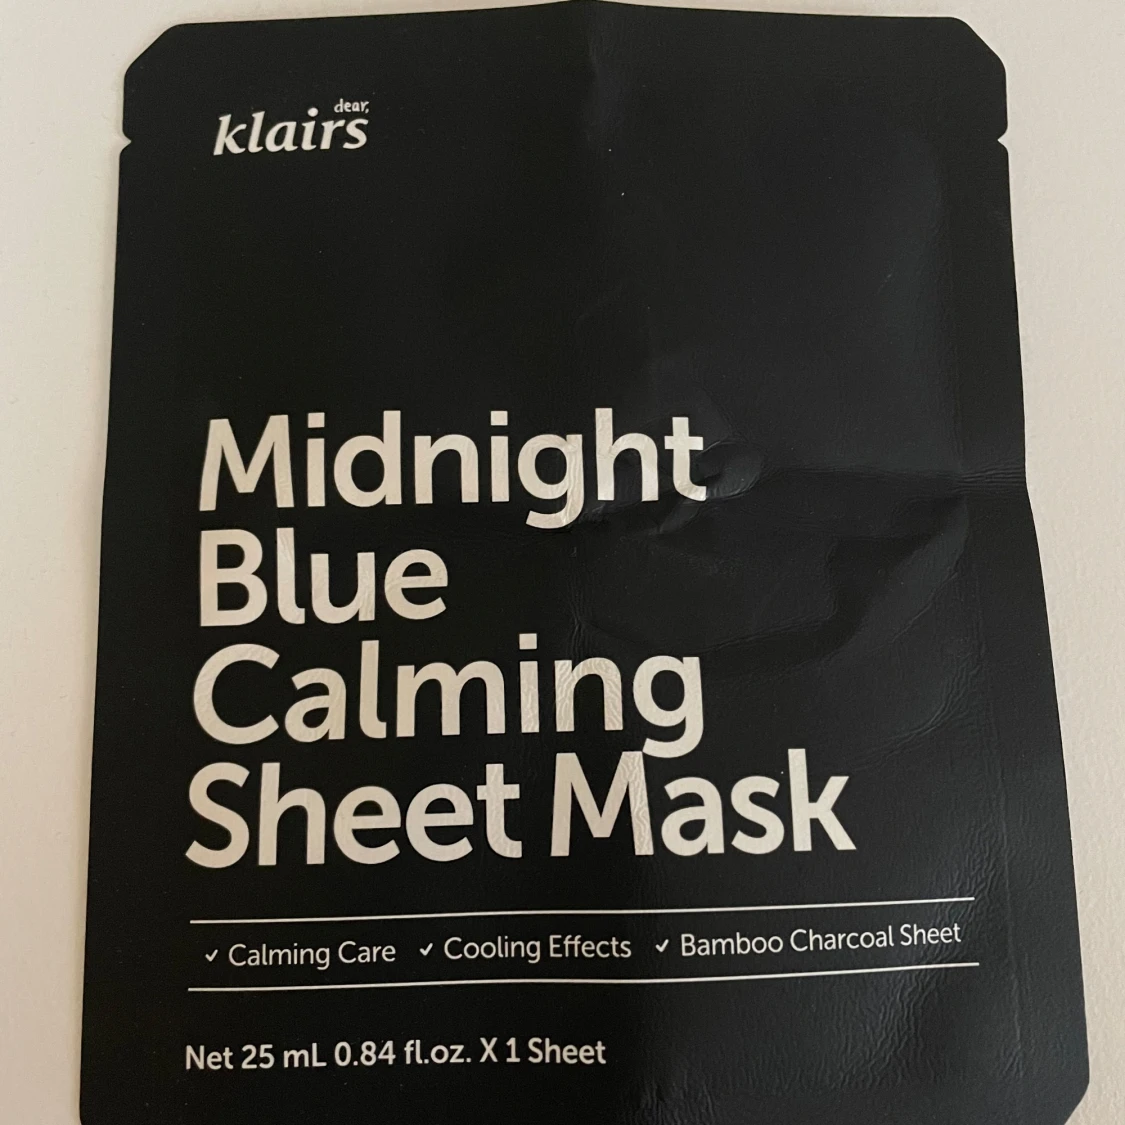 dear,
klairs
Midnight
Blue
Calming
Sheet Mask
✓ Calming Care ✓ Cooling Effects ✓ Bamboo Charcoal Sheet
Net 25 mL 0.84 fl.oz. X 1 Sheet